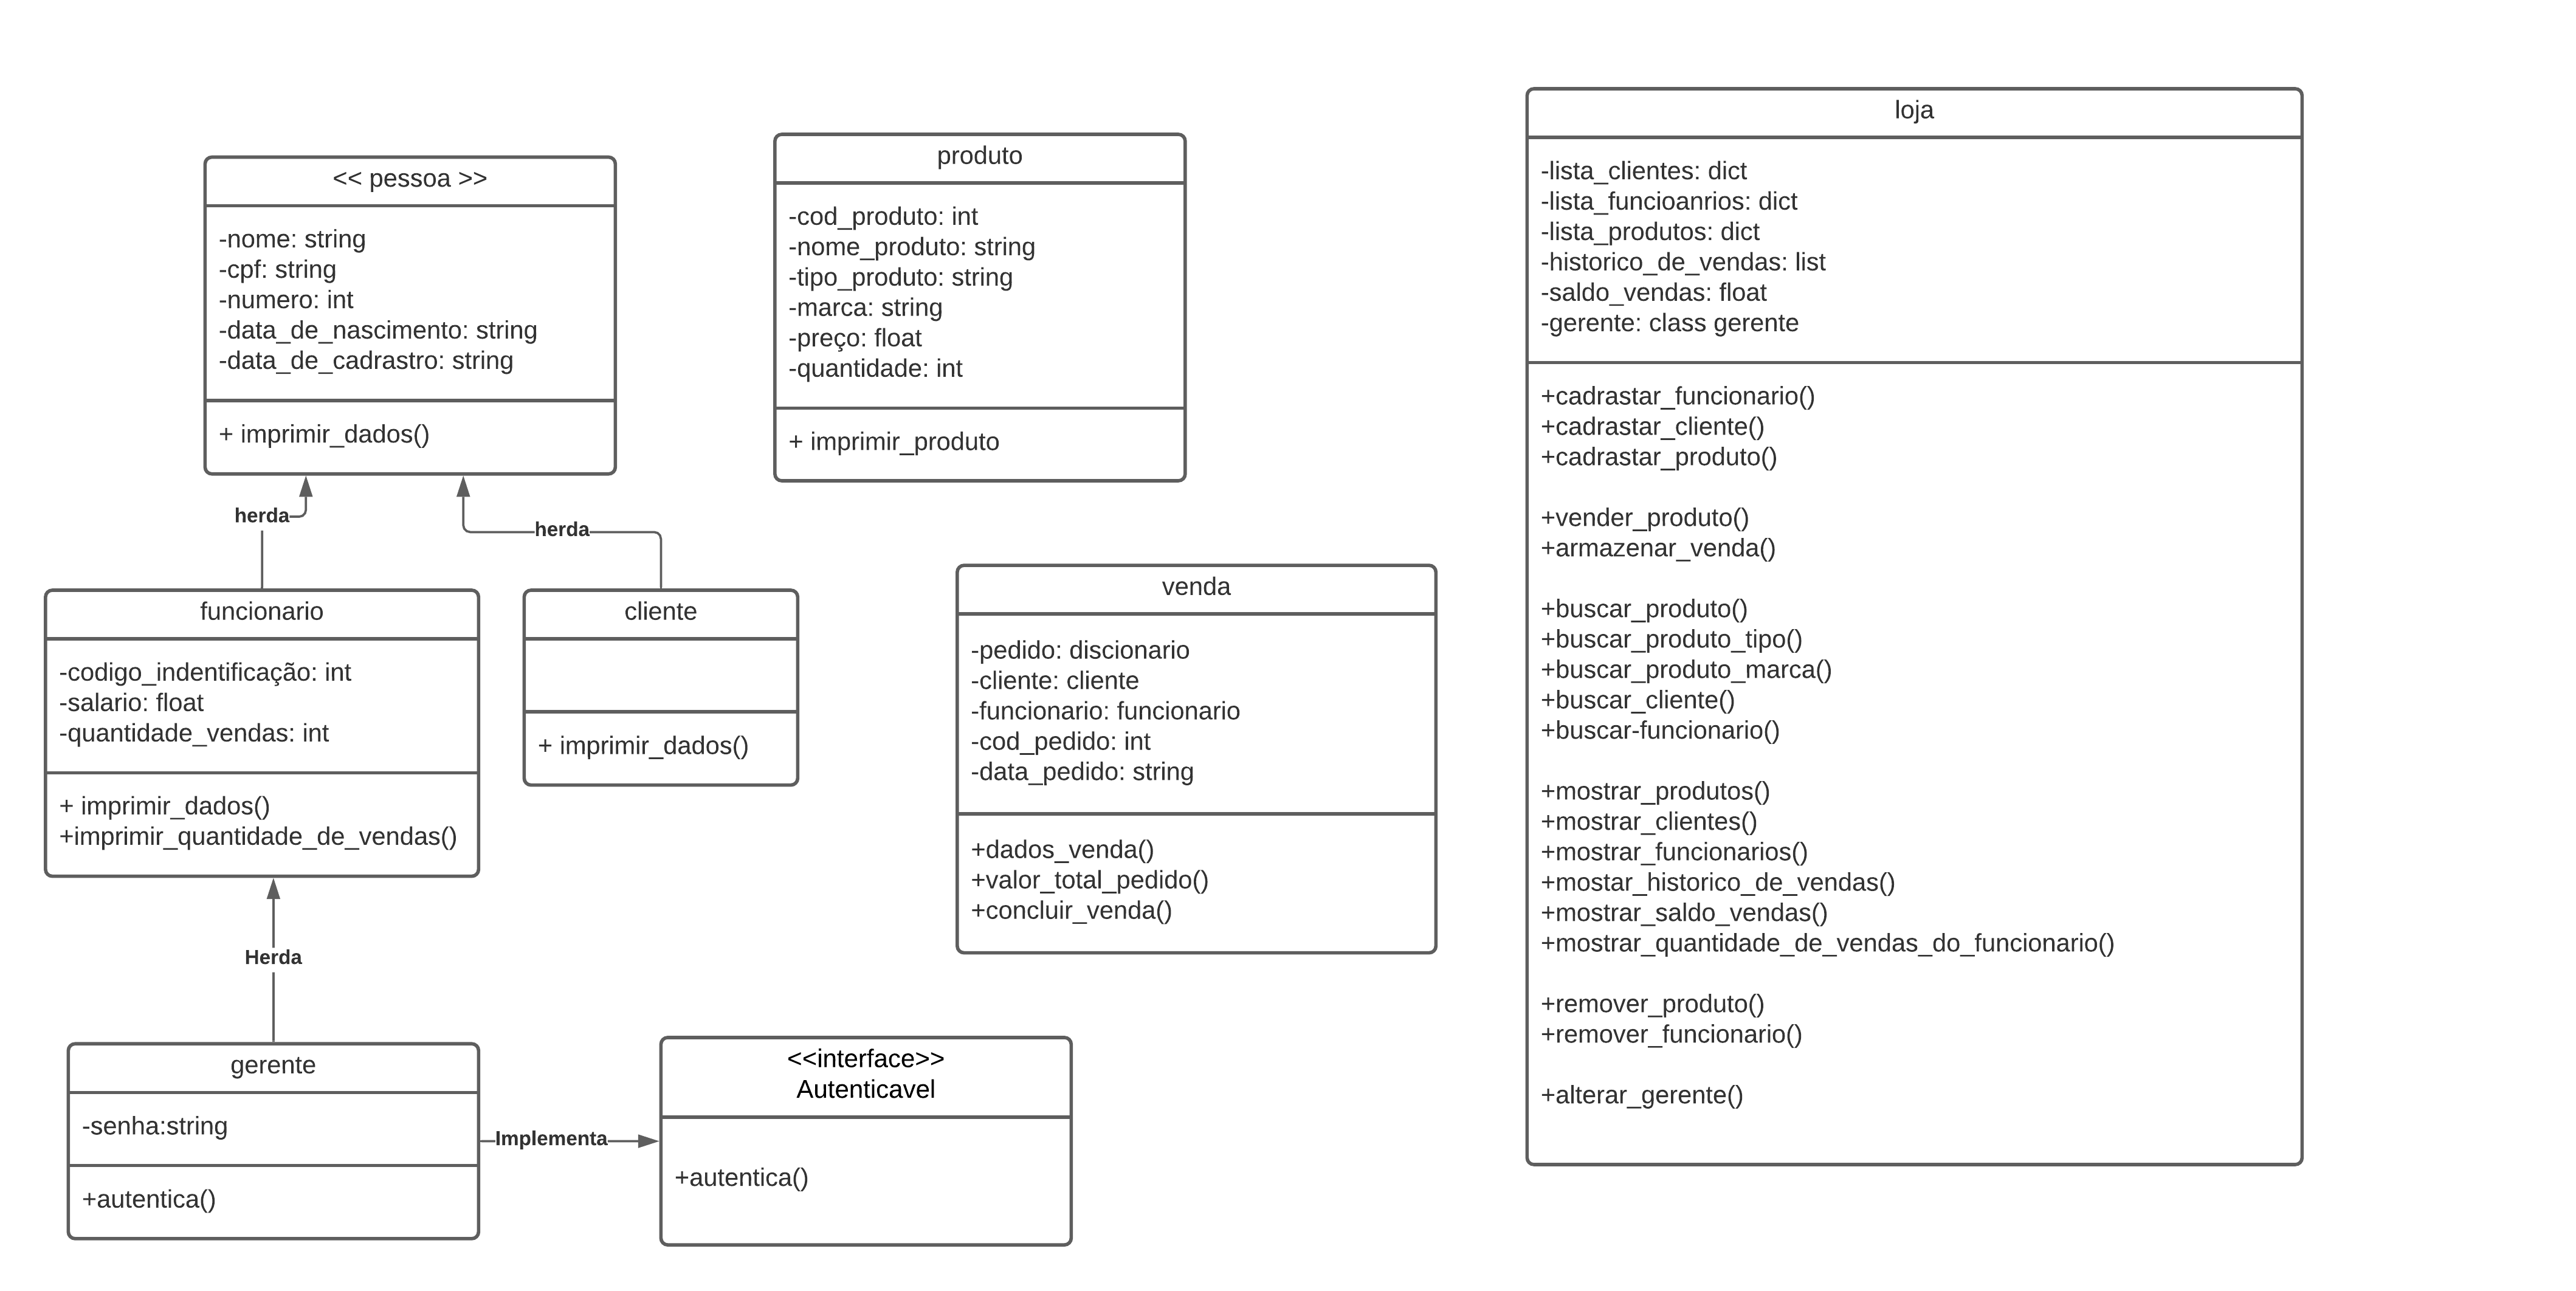 << pessoa >>
-nome: string
-cpf: string
-numero: int
-data_de_nascimento: string
-data_de_cadrastro: string
+ imprimir_dados()
produto
-cod_produto: int
-nome_produto: string
-tipo_produto: string
-marca: string
-preço: float
-quantidade: int
+ imprimir_produto
loja
-lista_clientes: dict
-lista_funcioanrios: dict
-lista_produtos: dict
-historico_de_vendas: list
-saldo_vendas: float
-gerente: class gerente
+cadrastar_funcionario()
+cadrastar_cliente()
+cadrastar_produto()
+vender_produto()
+armazenar_venda()
+buscar_produto()
+buscar_produto_tipo()
+buscar_produto_marca()
+buscar_cliente()
+buscar-funcionario()
+mostrar_produtos()
+mostrar_clientes()
+mostrar_funcionarios()
+mostar_historico_de_vendas()
+mostrar_saldo_vendas()
+mostrar_quantidade_de_vendas_do_funcionario()
+remover_produto()
+remover_funcionario()
+alterar_gerente()
herda
herda
funcionario
-codigo_indentificação: int
-salario: float
-quantidade_vendas: int
+ imprimir_dados()
+imprimir_quantidade_de_vendas()
cliente
+ imprimir_dados()
venda
-pedido: discionario
-cliente: cliente
-funcionario: funcionario
-cod_pedido: int
-data_pedido: string
+dados_venda()
+valor_total_pedido()
+concluir_venda()
Herda
gerente
-senha:string
+autentica()
Implementa
<<interface>>
Autenticavel
+autentica()